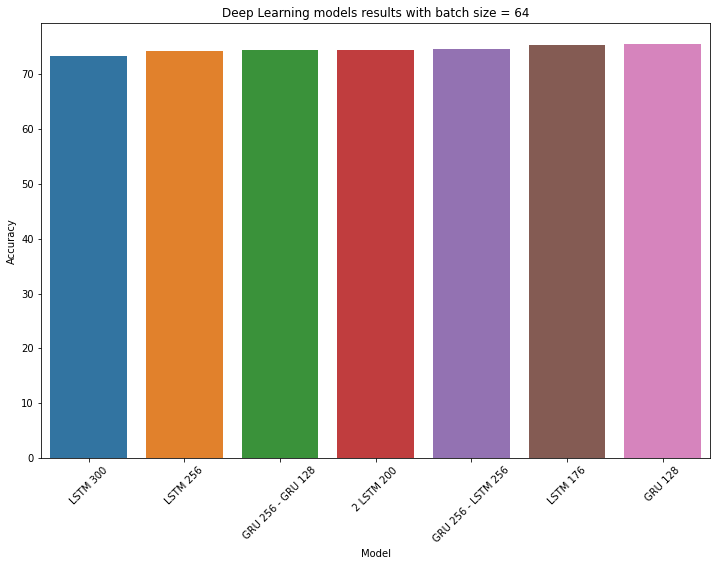 Deep Learning models results with batch size = 64
Accuracy
70
60
50
40
30
20
10
0
LSTM 300
LSTM 256
GRU 256 - GRU 128
2 LSTM 200
GRU 256 - LSTM 256
LSTM 176
GRU 128
Model